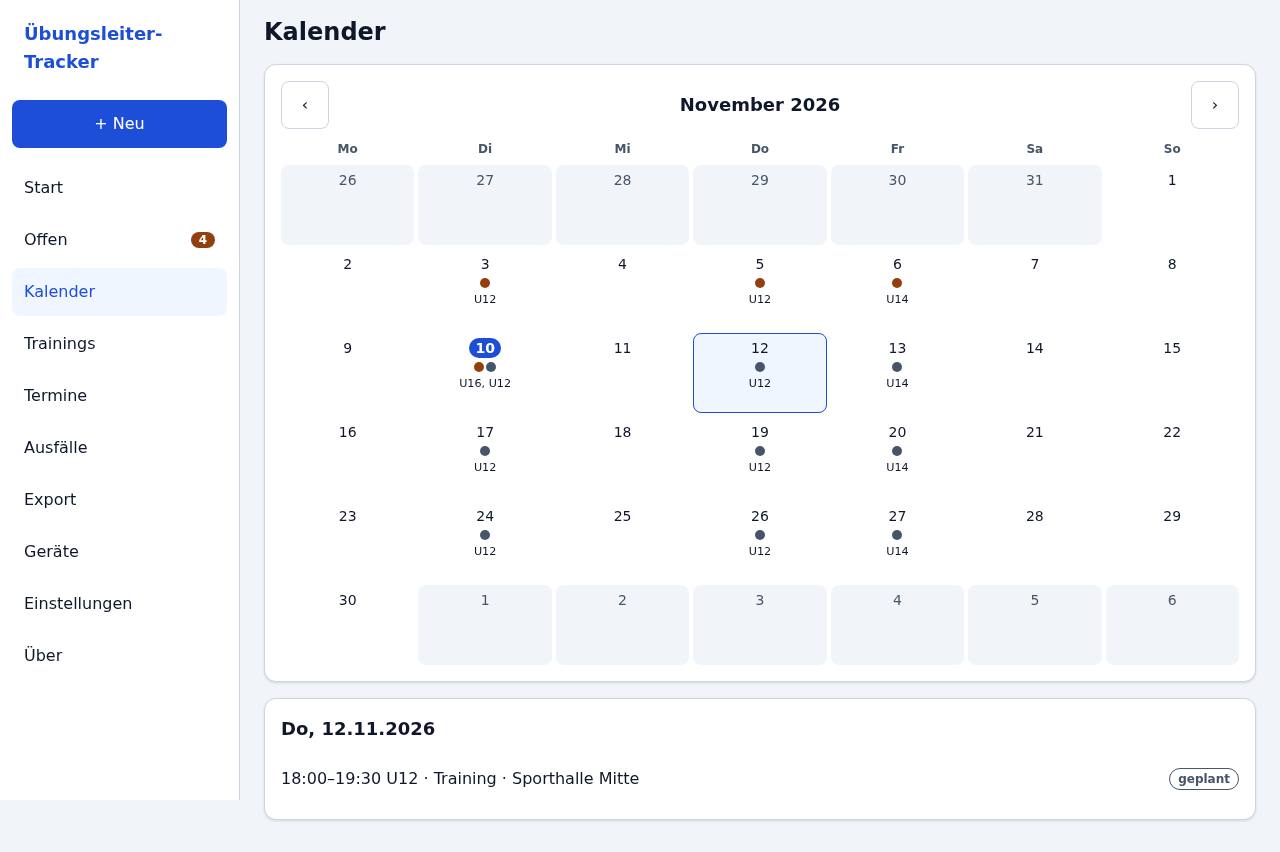 Übungsleiter-
Tracker
+ Neu
Start
Offen 4
Kalender
Trainings
Termine
Ausfälle
Export
Geräte
Einstellungen
Über
Kalender
‹ November 2026 ›
Mo Di Mi Do Fr Sa So
26 27 28 29 30 31 1
2 3 4 5 6 7 8
U12 U12 U14
9 10 11 12 13 14 15
U16, U12 U12 U14
16 17 18 19 20 21 22
U12 U12 U14
23 24 25 26 27 28 29
U12 U12 U14
30 1 2 3 4 5 6
Do, 12.11.2026
18:00–19:30 U12 · Training · Sporthalle Mitte geplant